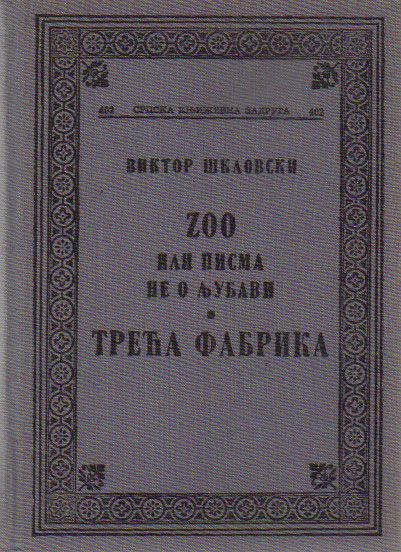 402 СРПСКА КЊИЖЕВНА ЗАДРУГА 402
ВИКТОР ШКЛОВСКИ
ZOO
ИЛИ ПИСМА
НЕ О ЉУБАВИ
•
ТРЕЋА ФАБРИКА